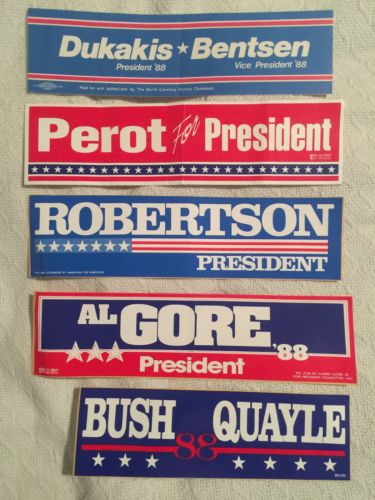 Dukakis ★ Bentsen
President '88 Vice President '88
Paid for and authorized by The North Carolina Victory Campaign
Perot For President
ROBERTSON
PRESIDENT
AL GORE '88
President
BUSH QUAYLE
88